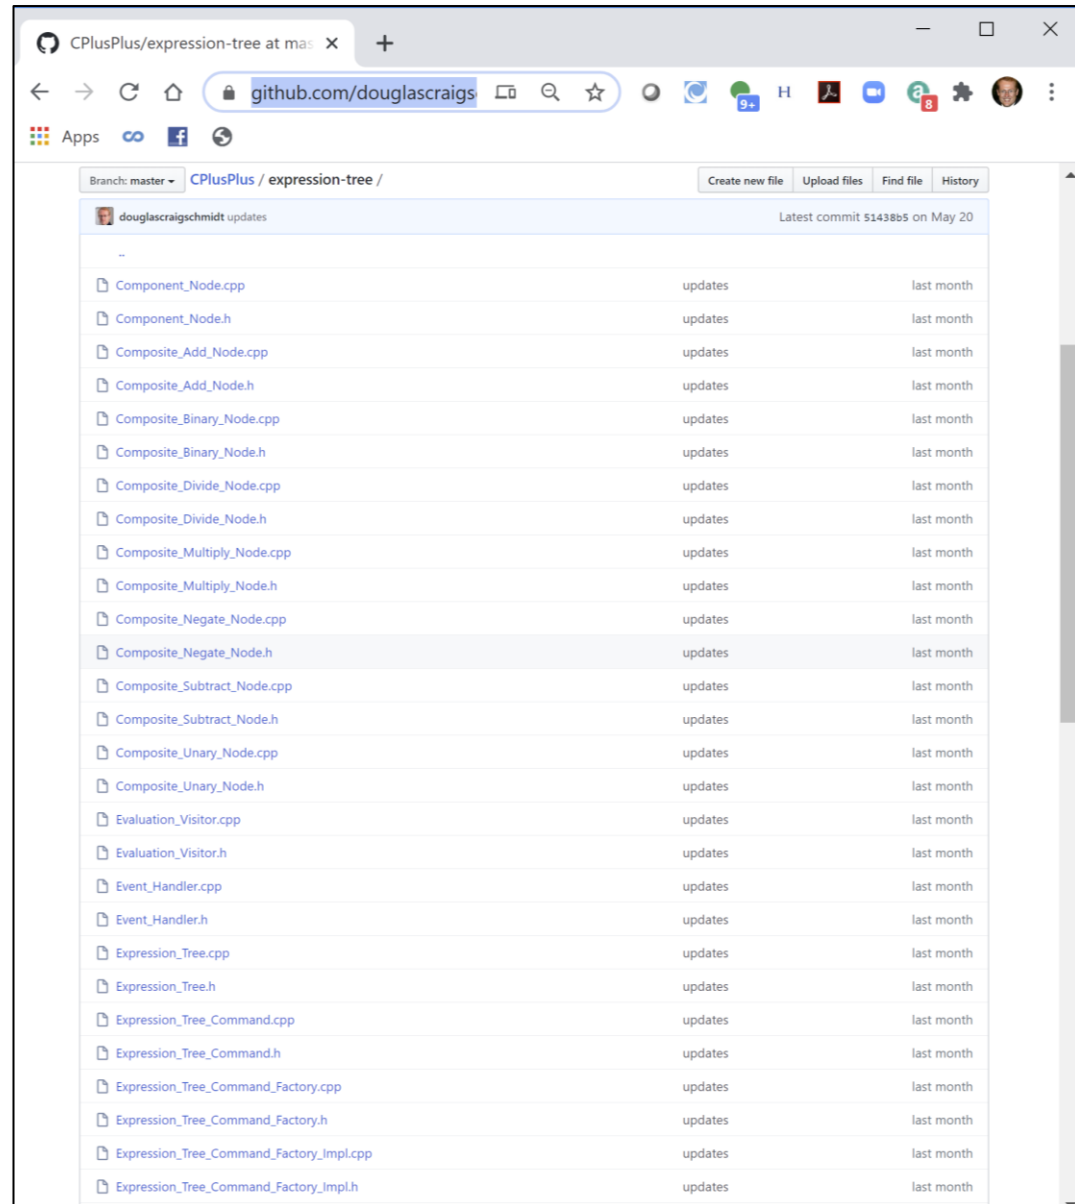 CPlusPlus/expression-tree at mas
github.com/douglascraigs
9+
H
8
Apps
Branch: master CPlusPlus / expression-tree /
Create new file Upload files Find file History
douglascraigschmidt updates Latest commit 51438b5 on May 20
..
Component_Node.cpp updates last month
Component_Node.h updates last month
Composite_Add_Node.cpp updates last month
Composite_Add_Node.h updates last month
Composite_Binary_Node.cpp updates last month
Composite_Binary_Node.h updates last month
Composite_Divide_Node.cpp updates last month
Composite_Divide_Node.h updates last month
Composite_Multiply_Node.cpp updates last month
Composite_Multiply_Node.h updates last month
Composite_Negate_Node.cpp updates last month
Composite_Negate_Node.h updates last month
Composite_Subtract_Node.cpp updates last month
Composite_Subtract_Node.h updates last month
Composite_Unary_Node.cpp updates last month
Composite_Unary_Node.h updates last month
Evaluation_Visitor.cpp updates last month
Evaluation_Visitor.h updates last month
Event_Handler.cpp updates last month
Event_Handler.h updates last month
Expression_Tree.cpp updates last month
Expression_Tree.h updates last month
Expression_Tree_Command.cpp updates last month
Expression_Tree_Command.h updates last month
Expression_Tree_Command_Factory.cpp updates last month
Expression_Tree_Command_Factory.h updates last month
Expression_Tree_Command_Factory_Impl.cpp updates last month
Expression_Tree_Command_Factory_Impl.h updates last month